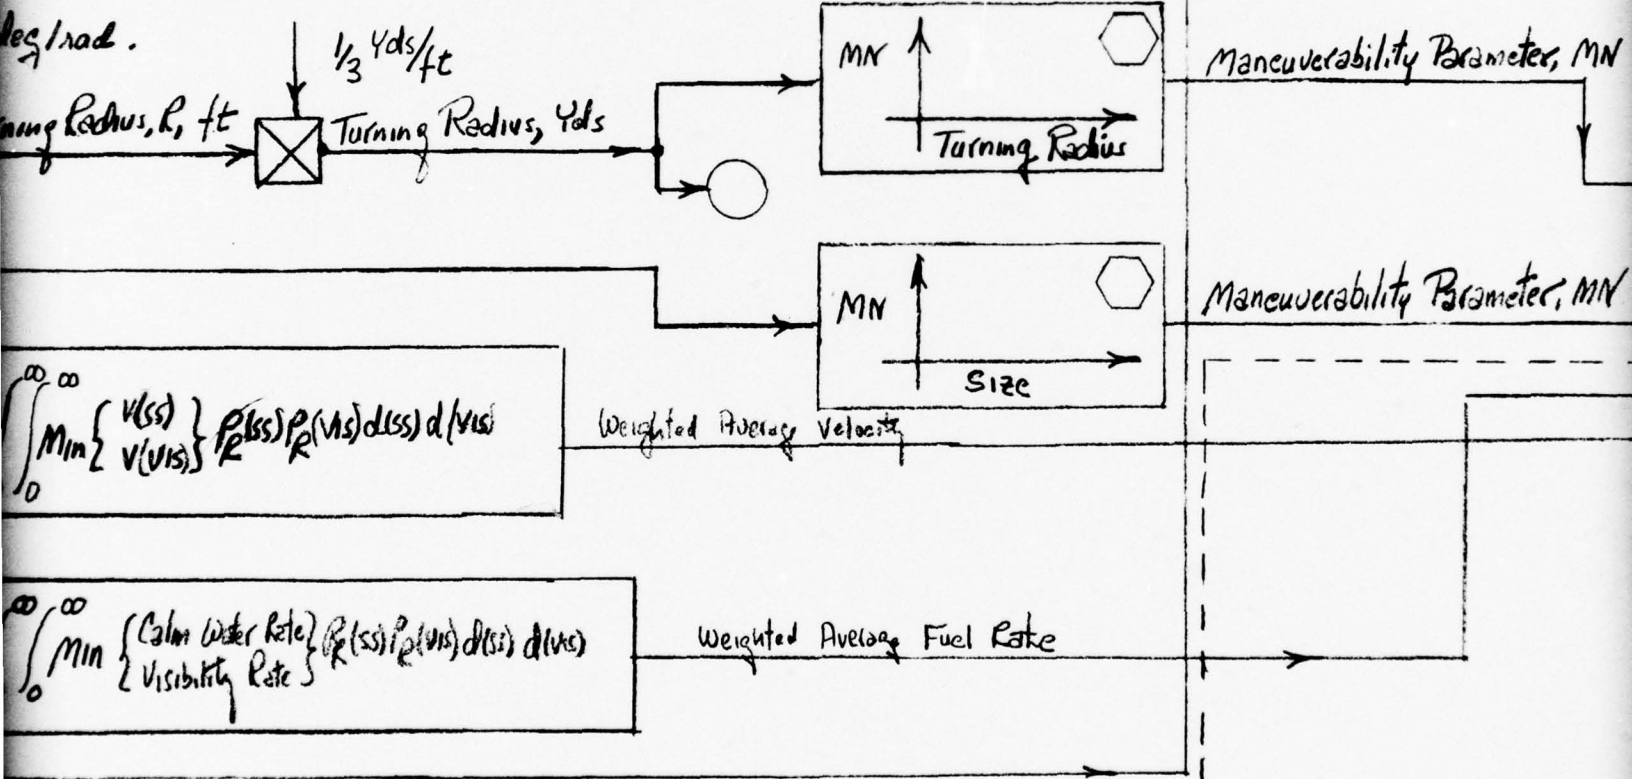 deg/rad.
1/3 Yds/ft
MN
Maneuverability Parameter, MN
Radius, R, ft
Turning Radius, Yds
Turning Radius
MN
Maneuverability Parameter, MN
Size
∞ ∞
∫∫ Min { V(SS)
V(VIS) } PR(SS) PR(VIS) d(SS) d(VIS)
0
Weighted Average Velocity
∞ ∞
∫∫ Min { Calm Water Rate
Visibility Rate } PR(SS) PR(VIS) d(SS) d(VIS)
0
Weighted Average Fuel Rate